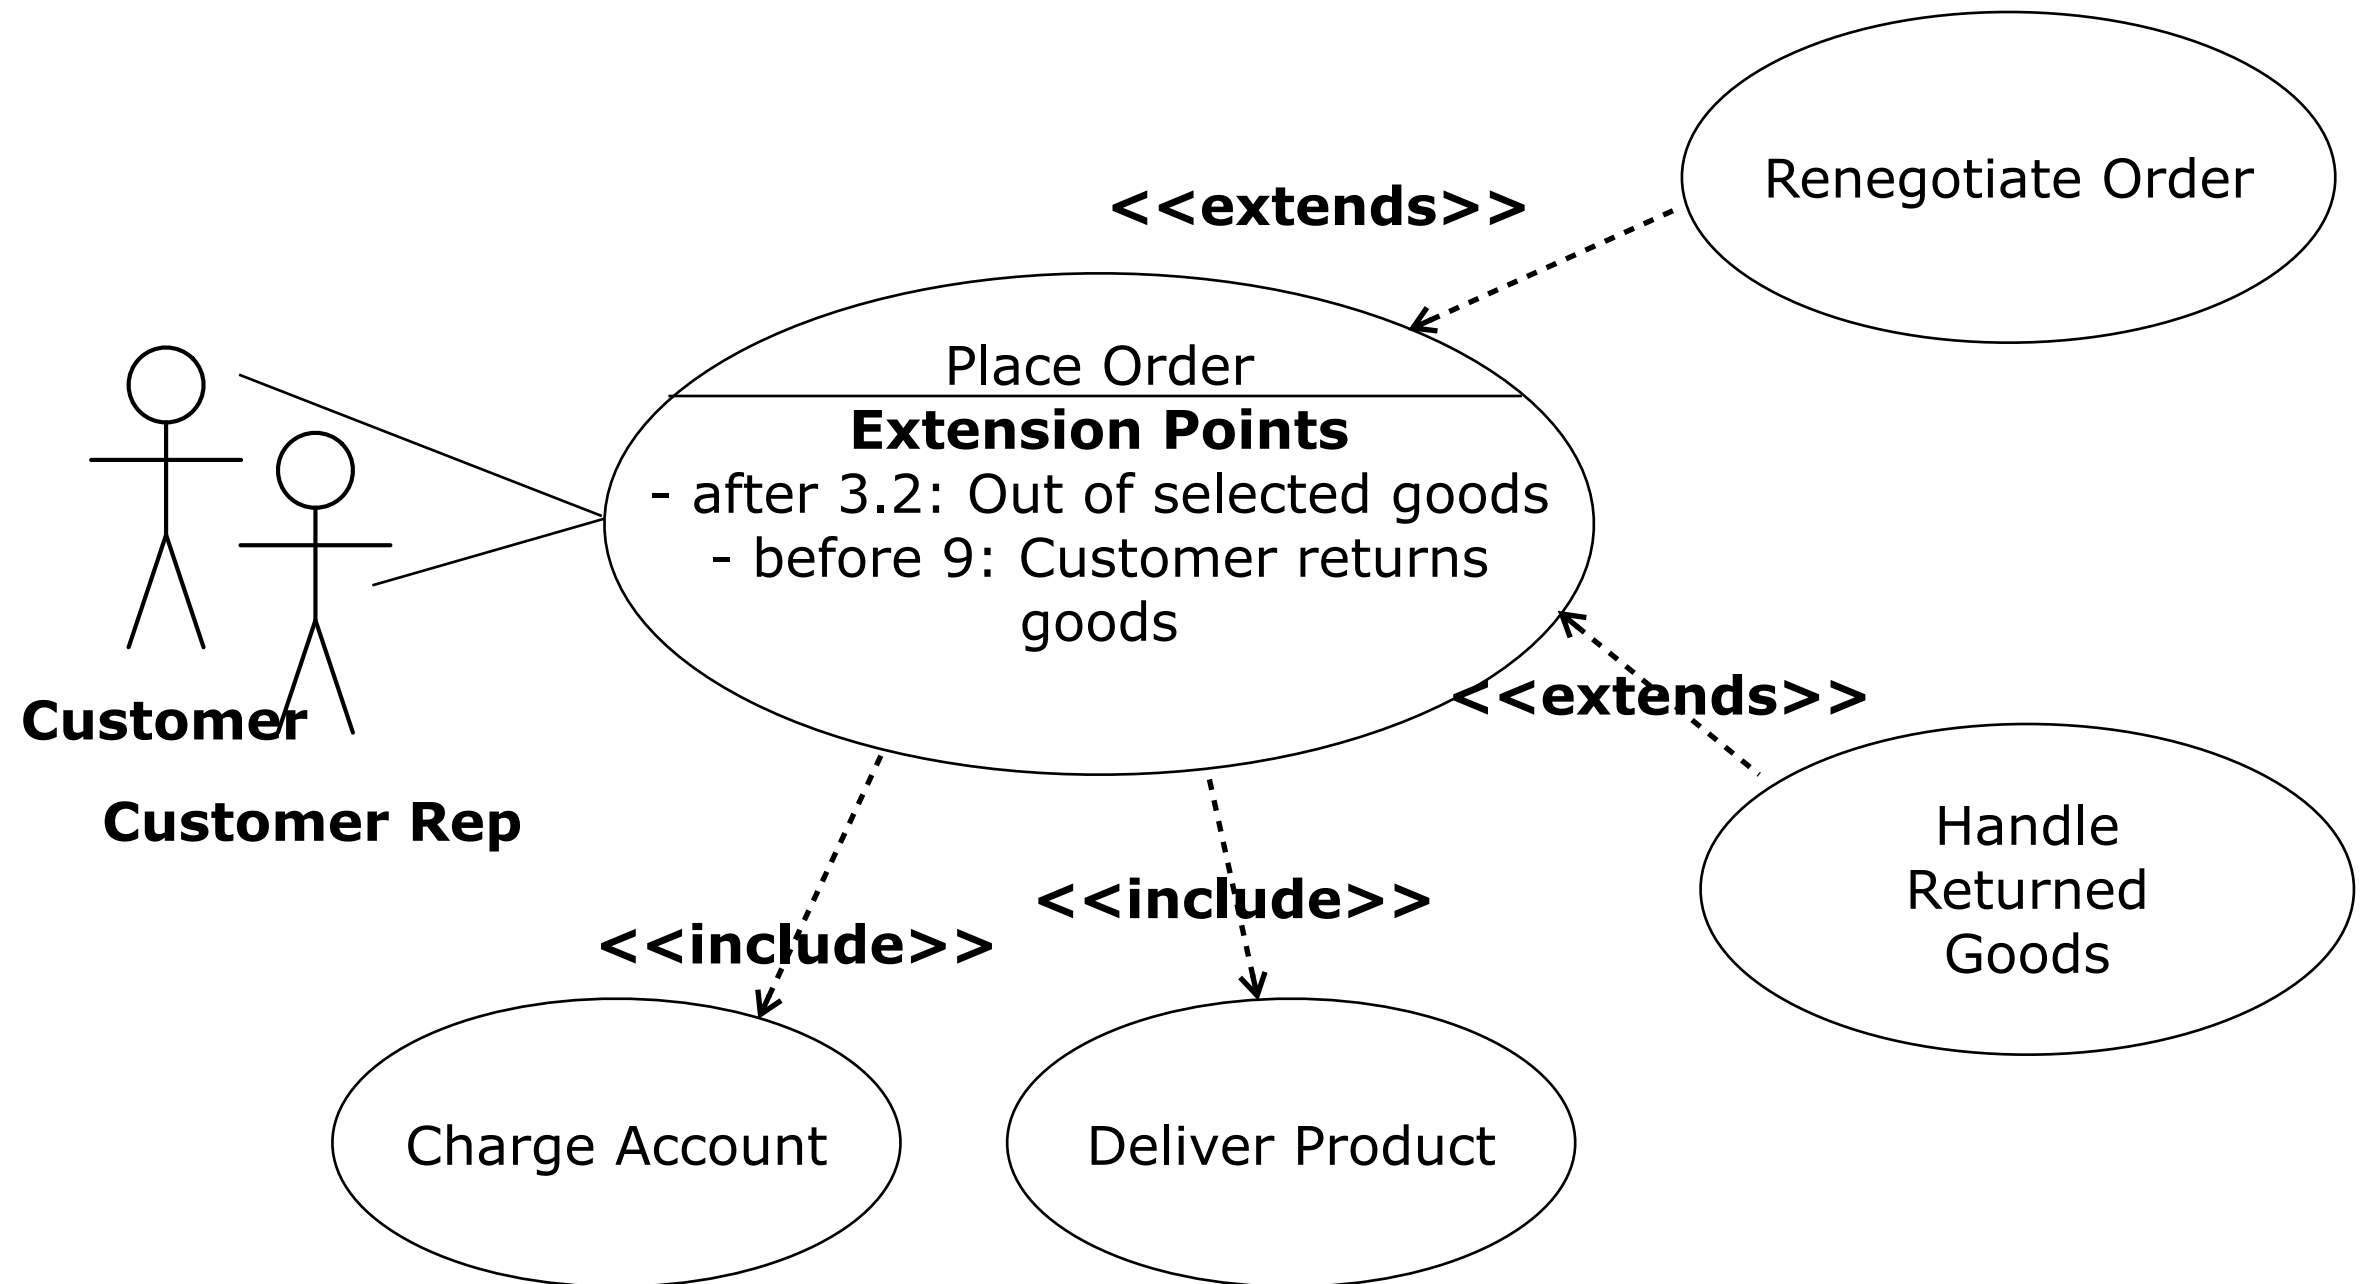 Renegotiate Order
<<extends>>
Place Order
Extension Points
- after 3.2: Out of selected goods
- before 9: Customer returns
goods
<<extends>>
Customer
Customer Rep
Handle
Returned
Goods
<<include>>
<<include>>
Charge Account
Deliver Product